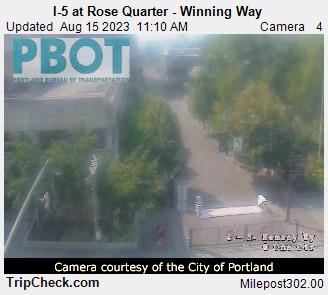 I-5 at Rose Quarter - Winning Way
Updated Aug 15 2023 11:10 AM Camera 4
PBOT
PORTLAND BUREAU OF TRANSPORTATION
Camera courtesy of the City of Portland
TripCheck.com Milepost302.00